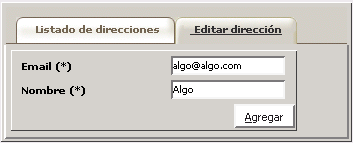 Listado de direcciones Editar dirección
Email (*) algo@algo.com
Nombre (*) Algo
Agregar